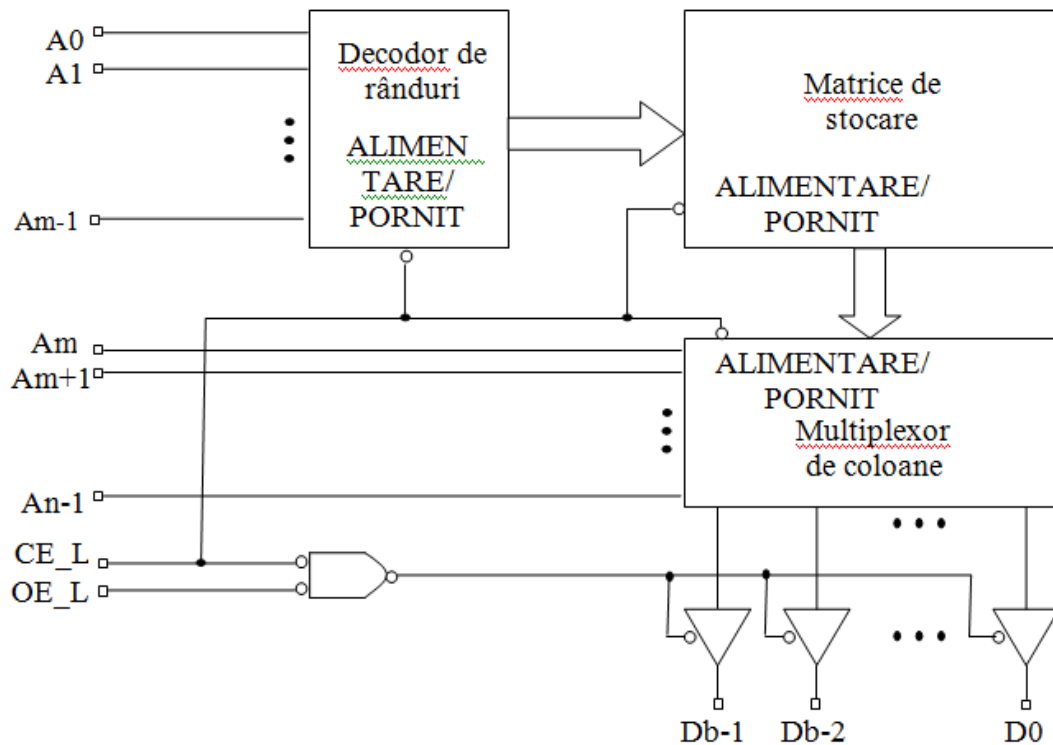 A0
A1
Am-1
Decodor de
rânduri
ALIMEN
TARE/
PORNIT
Matrice de
stocare
ALIMENTARE/
PORNIT
Am
Am+1
An-1
ALIMENTARE/
PORNIT
Multiplexor
de coloane
CE_L
OE_L
Db-1
Db-2
D0